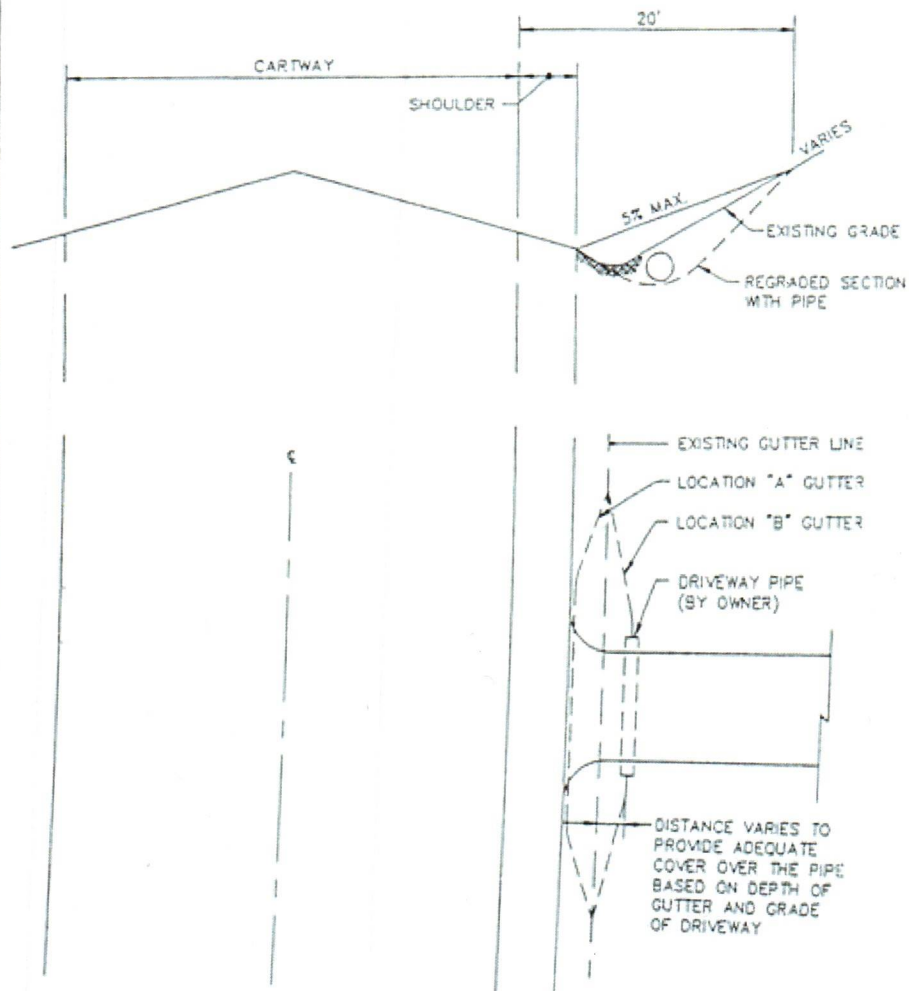 20'
CARTWAY
SHOULDER
VARIES
5% MAX.
EXISTING GRADE
REGRADED SECTION
WITH PIPE
EXISTING GUTTER LINE
℄
LOCATION "A" GUTTER
LOCATION "B" GUTTER
DRIVEWAY PIPE
(BY OWNER)
DISTANCE VARIES TO
PROVIDE ADEQUATE
COVER OVER THE PIPE
BASED ON DEPTH OF
GUTTER AND GRADE
OF DRIVEWAY